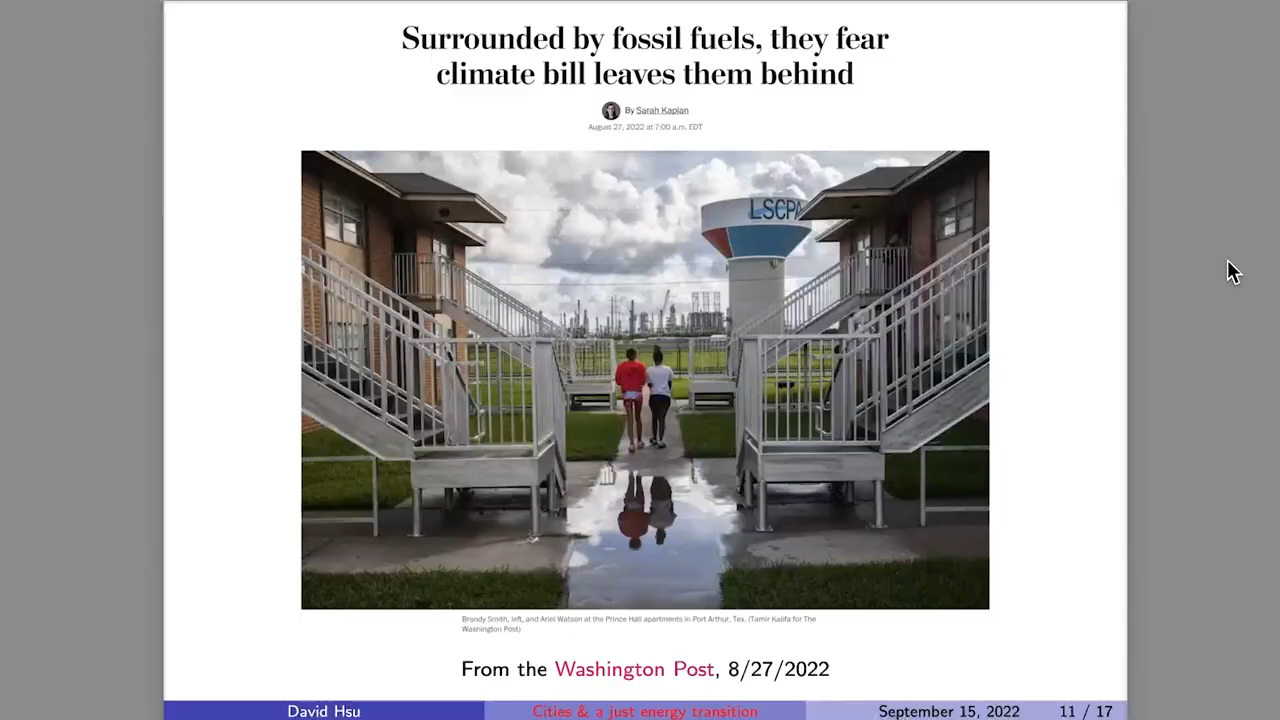 Surrounded by fossil fuels, they fear
climate bill leaves them behind
By Sarah Kaplan
August 27, 2022 at 7:00 a.m. EDT
LSCPA
Brandy Smith, left, and Ariel Watson at the Prince Hall apartments in Port Arthur, Tex. (Tamir Kalifa for The
Washington Post)
From the Washington Post, 8/27/2022
David Hsu
Cities & a just energy transition
September 15, 2022
11 / 17